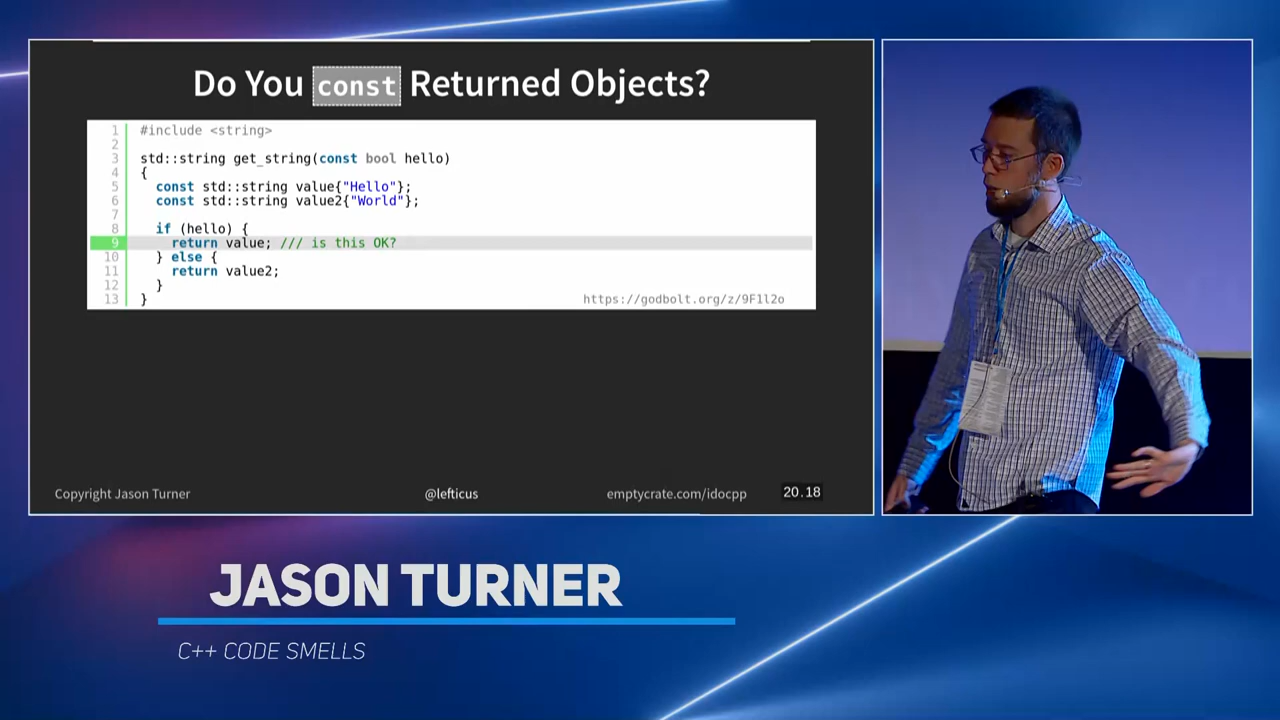 Do You const Returned Objects?
1 #include <string>
2
3 std::string get_string(const bool hello)
4 {
5 const std::string value{"Hello"};
6 const std::string value2{"World"};
7
8 if (hello) {
9 return value; /// is this OK?
10 } else {
11 return value2;
12 }
13 }
https://godbolt.org/z/9F1l2o
Copyright Jason Turner
@lefticus
emptycrate.com/idocpp
20.18
JASON TURNER
C++ CODE SMELLS